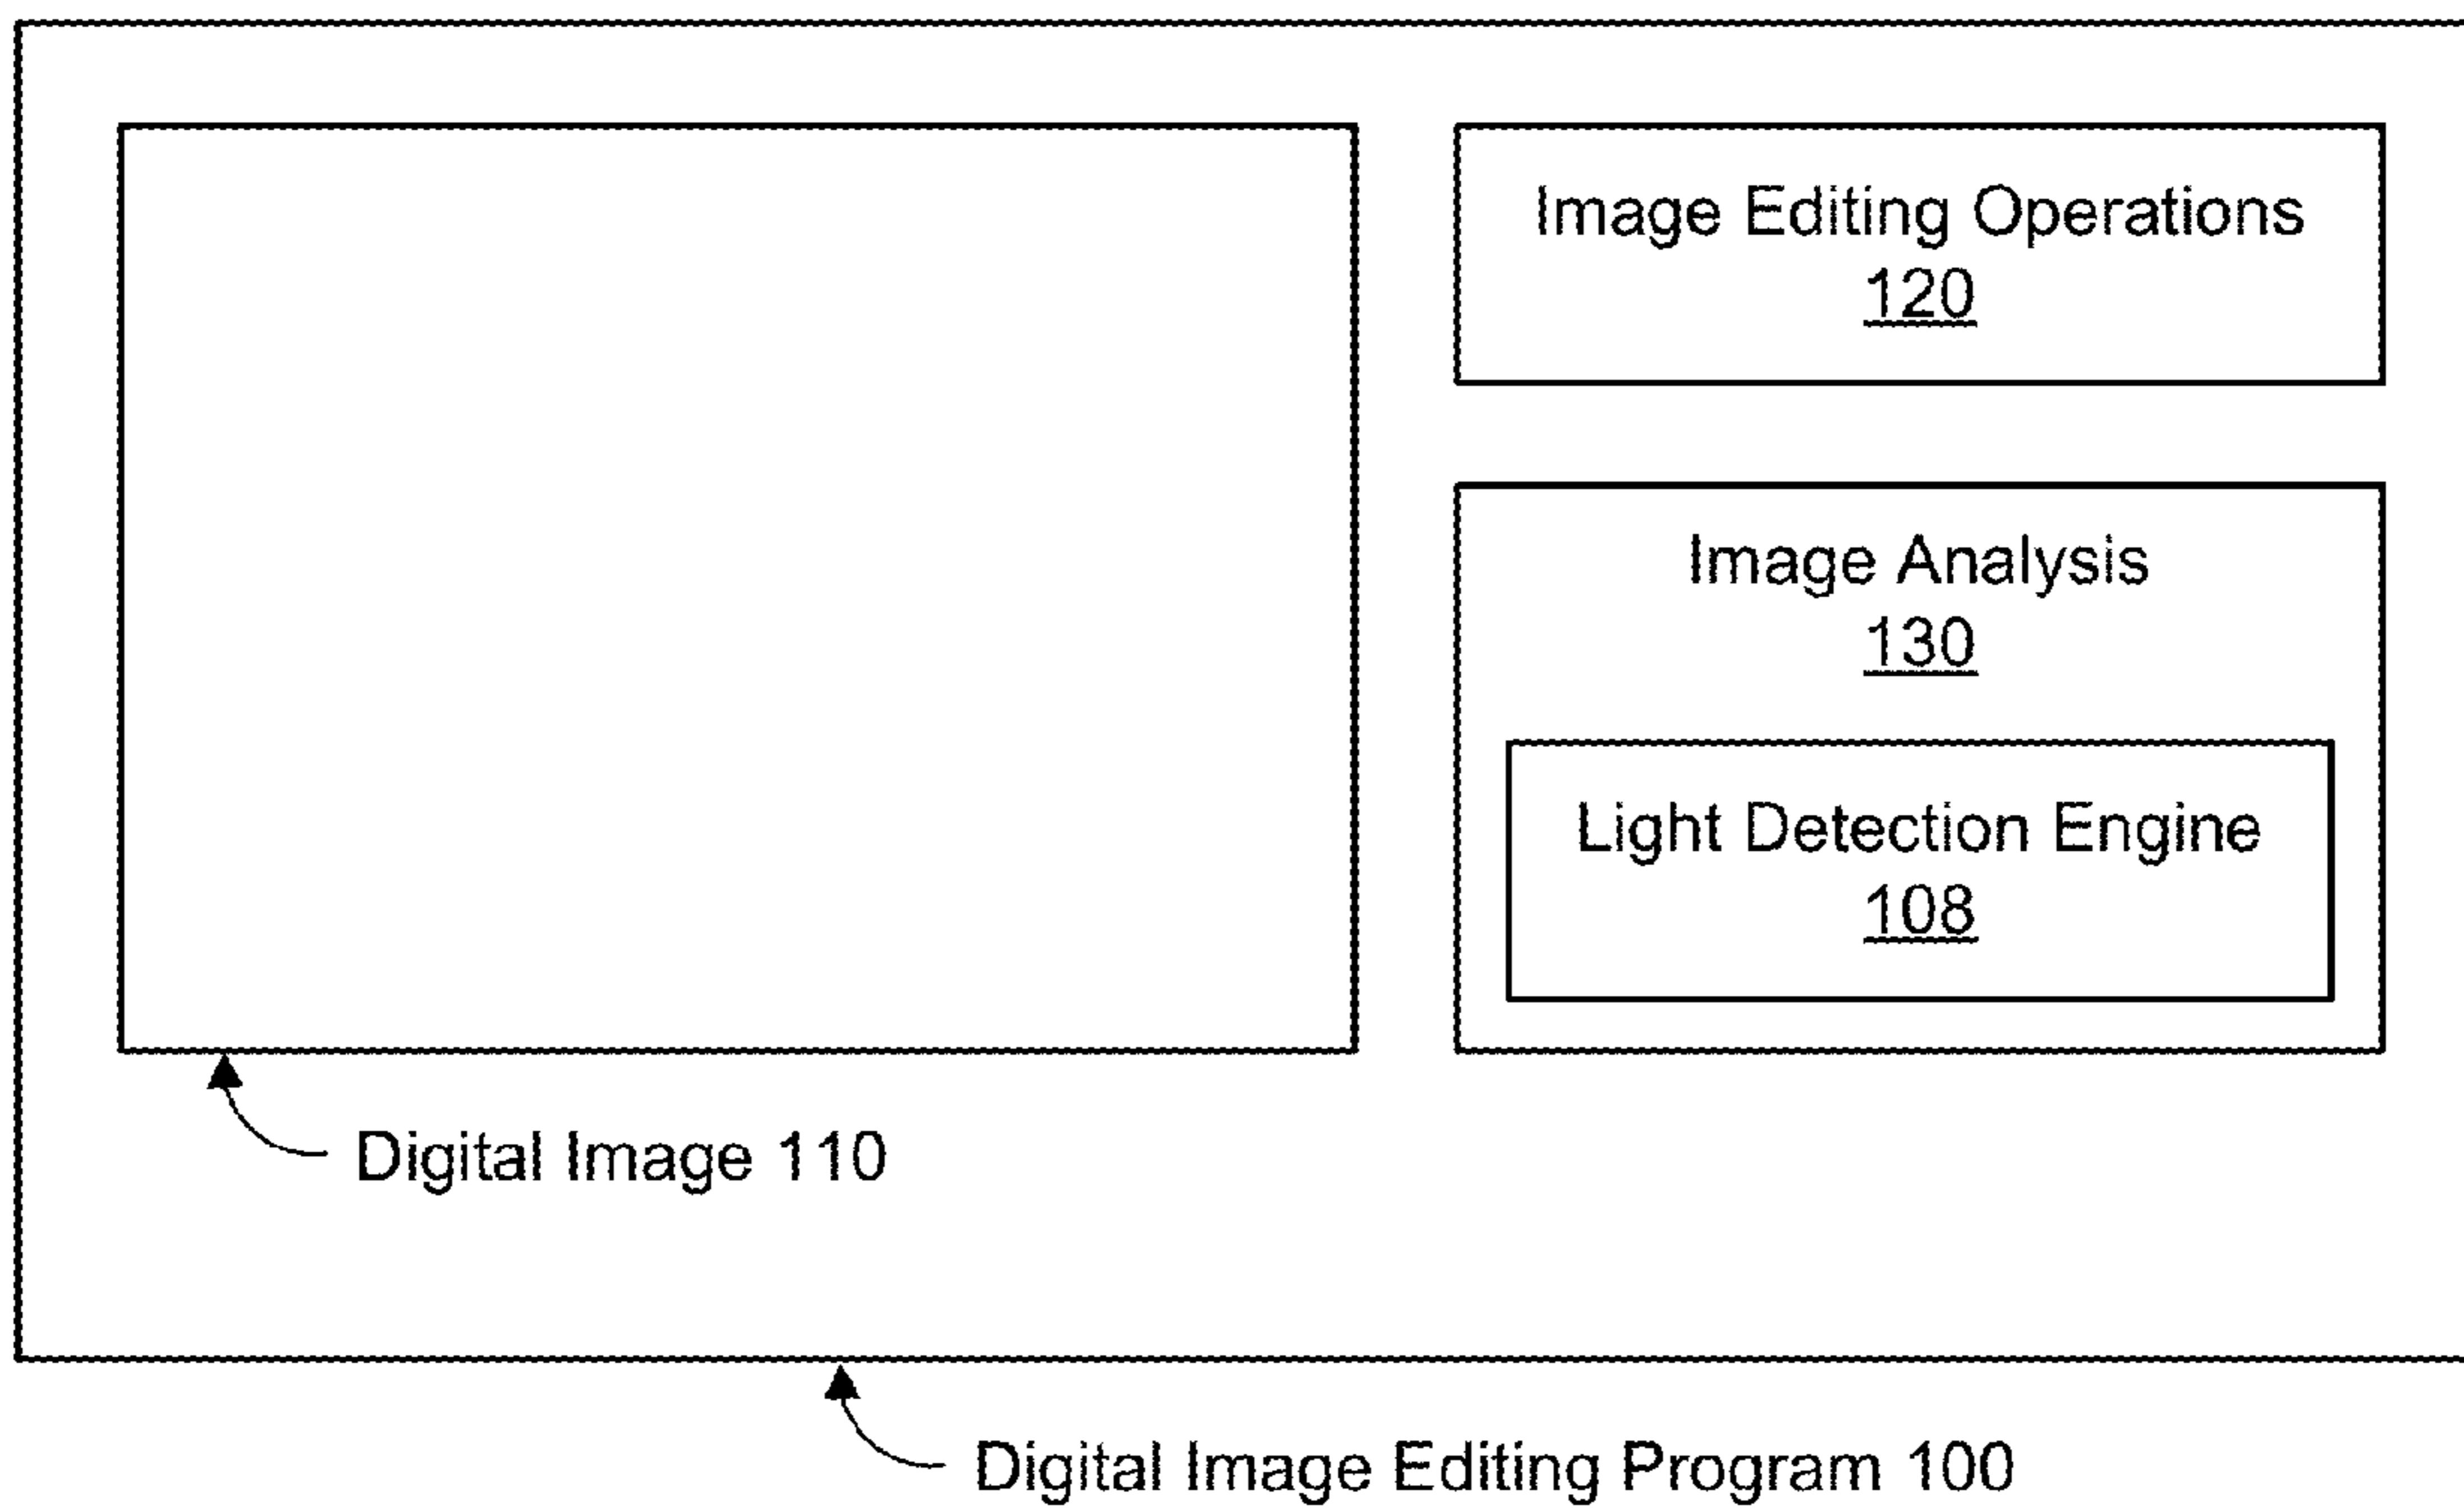 Image Editing Operations
120
Image Analysis
130
Light Detection Engine
108
Digital Image 110
Digital Image Editing Program 100